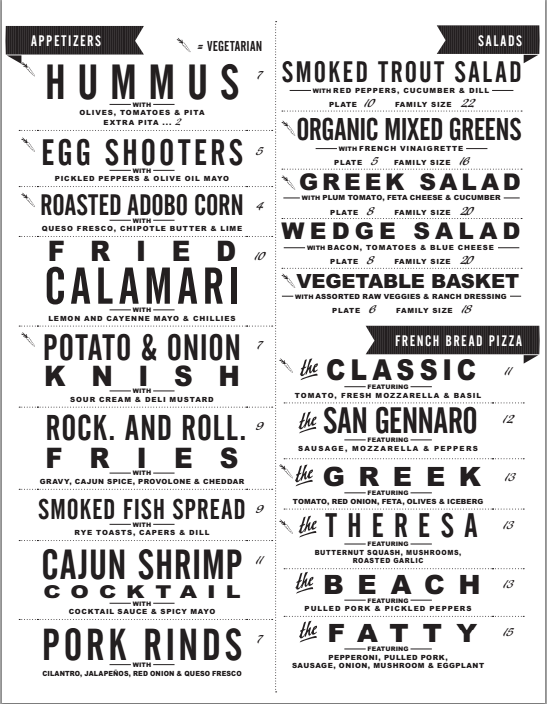 APPETIZERS
= VEGETARIAN
HUMMUS 7
WITH
OLIVES, TOMATOES & PITA
EXTRA PITA ... 2
EGG SHOOTERS 5
WITH
PICKLED PEPPERS & OLIVE OIL MAYO
ROASTED ADOBO CORN 4
WITH
QUESO FRESCO, CHIPOTLE BUTTER & LIME
FRIED 10
CALAMARI
WITH
LEMON AND CAYENNE MAYO & CHILLIES
POTATO & ONION 7
KNISH
WITH
SOUR CREAM & DELI MUSTARD
ROCK. AND ROLL. 9
FRIES
WITH
GRAVY, CAJUN SPICE, PROVOLONE & CHEDDAR
SMOKED FISH SPREAD 9
WITH
RYE TOASTS, CAPERS & DILL
CAJUN SHRIMP 11
COCKTAIL
WITH
COCKTAIL SAUCE & SPICY MAYO
PORK RINDS 7
WITH
CILANTRO, JALAPEÑOS, RED ONION & QUESO FRESCO
SALADS
SMOKED TROUT SALAD
WITH RED PEPPERS, CUCUMBER & DILL
PLATE 10 FAMILY SIZE 22
ORGANIC MIXED GREENS
WITH FRENCH VINAIGRETTE
PLATE 5 FAMILY SIZE 16
GREEK SALAD
WITH PLUM TOMATO, FETA CHEESE & CUCUMBER
PLATE 8 FAMILY SIZE 20
WEDGE SALAD
WITH BACON, TOMATOES & BLUE CHEESE
PLATE 8 FAMILY SIZE 20
VEGETABLE BASKET
WITH ASSORTED RAW VEGGIES & RANCH DRESSING
PLATE 6 FAMILY SIZE 18
FRENCH BREAD PIZZA
the CLASSIC 11
FEATURING
TOMATO, FRESH MOZZARELLA & BASIL
the SAN GENNARO 12
FEATURING
SAUSAGE, MOZZARELLA & PEPPERS
the GREEK 13
FEATURING
TOMATO, RED ONION, FETA, OLIVES & ICEBERG
the THERESA 13
FEATURING
BUTTERNUT SQUASH, MUSHROOMS,
ROASTED GARLIC
the BEACH 13
FEATURING
PULLED PORK & PICKLED PEPPERS
the FATTY 15
FEATURING
PEPPERONI, PULLED PORK,
SAUSAGE, ONION, MUSHROOM & EGGPLANT